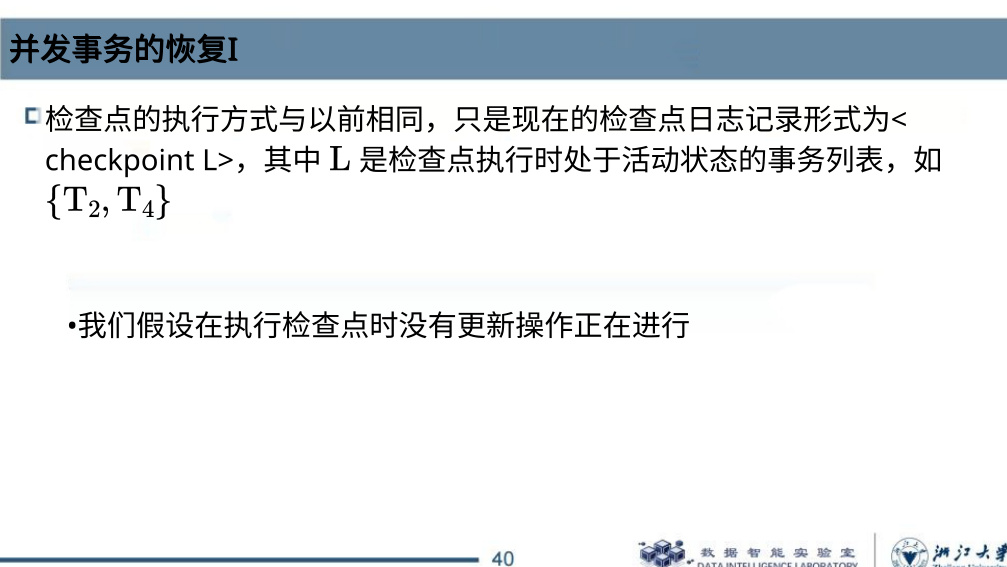 并发事务的恢复I
检查点的执行方式与以前相同，只是现在的检查点日志记录形式为<
checkpoint L>，其中 L 是检查点执行时处于活动状态的事务列表，如
{T₂, T₄}
•我们假设在执行检查点时没有更新操作正在进行
40
数据智能实验室
DATA INTELLIGENCE LABORATORY
浙江大学
Zhejiang University